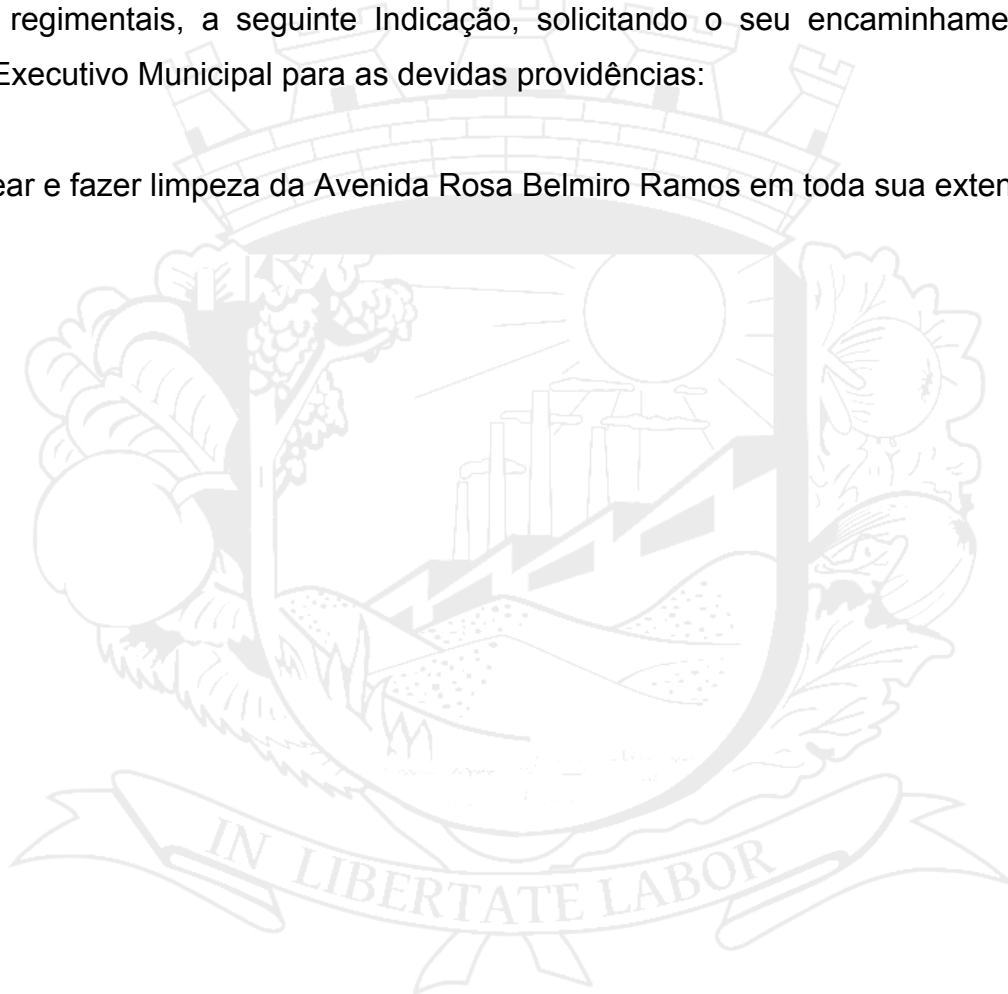 regimentais, a seguinte Indicação, solicitando o seu encaminhame
Executivo Municipal para as devidas providências:
ear e fazer limpeza da Avenida Rosa Belmiro Ramos em toda sua exten
IN LIBERTATE LABOR